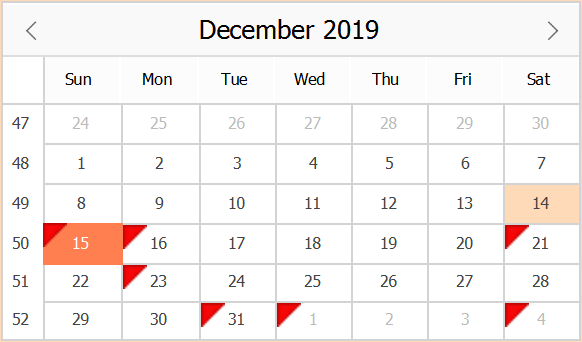 December 2019
Sun Mon Tue Wed Thu Fri Sat
47 24 25 26 27 28 29 30
48 1 2 3 4 5 6 7
49 8 9 10 11 12 13 14
50 15 16 17 18 19 20 21
51 22 23 24 25 26 27 28
52 29 30 31 1 2 3 4